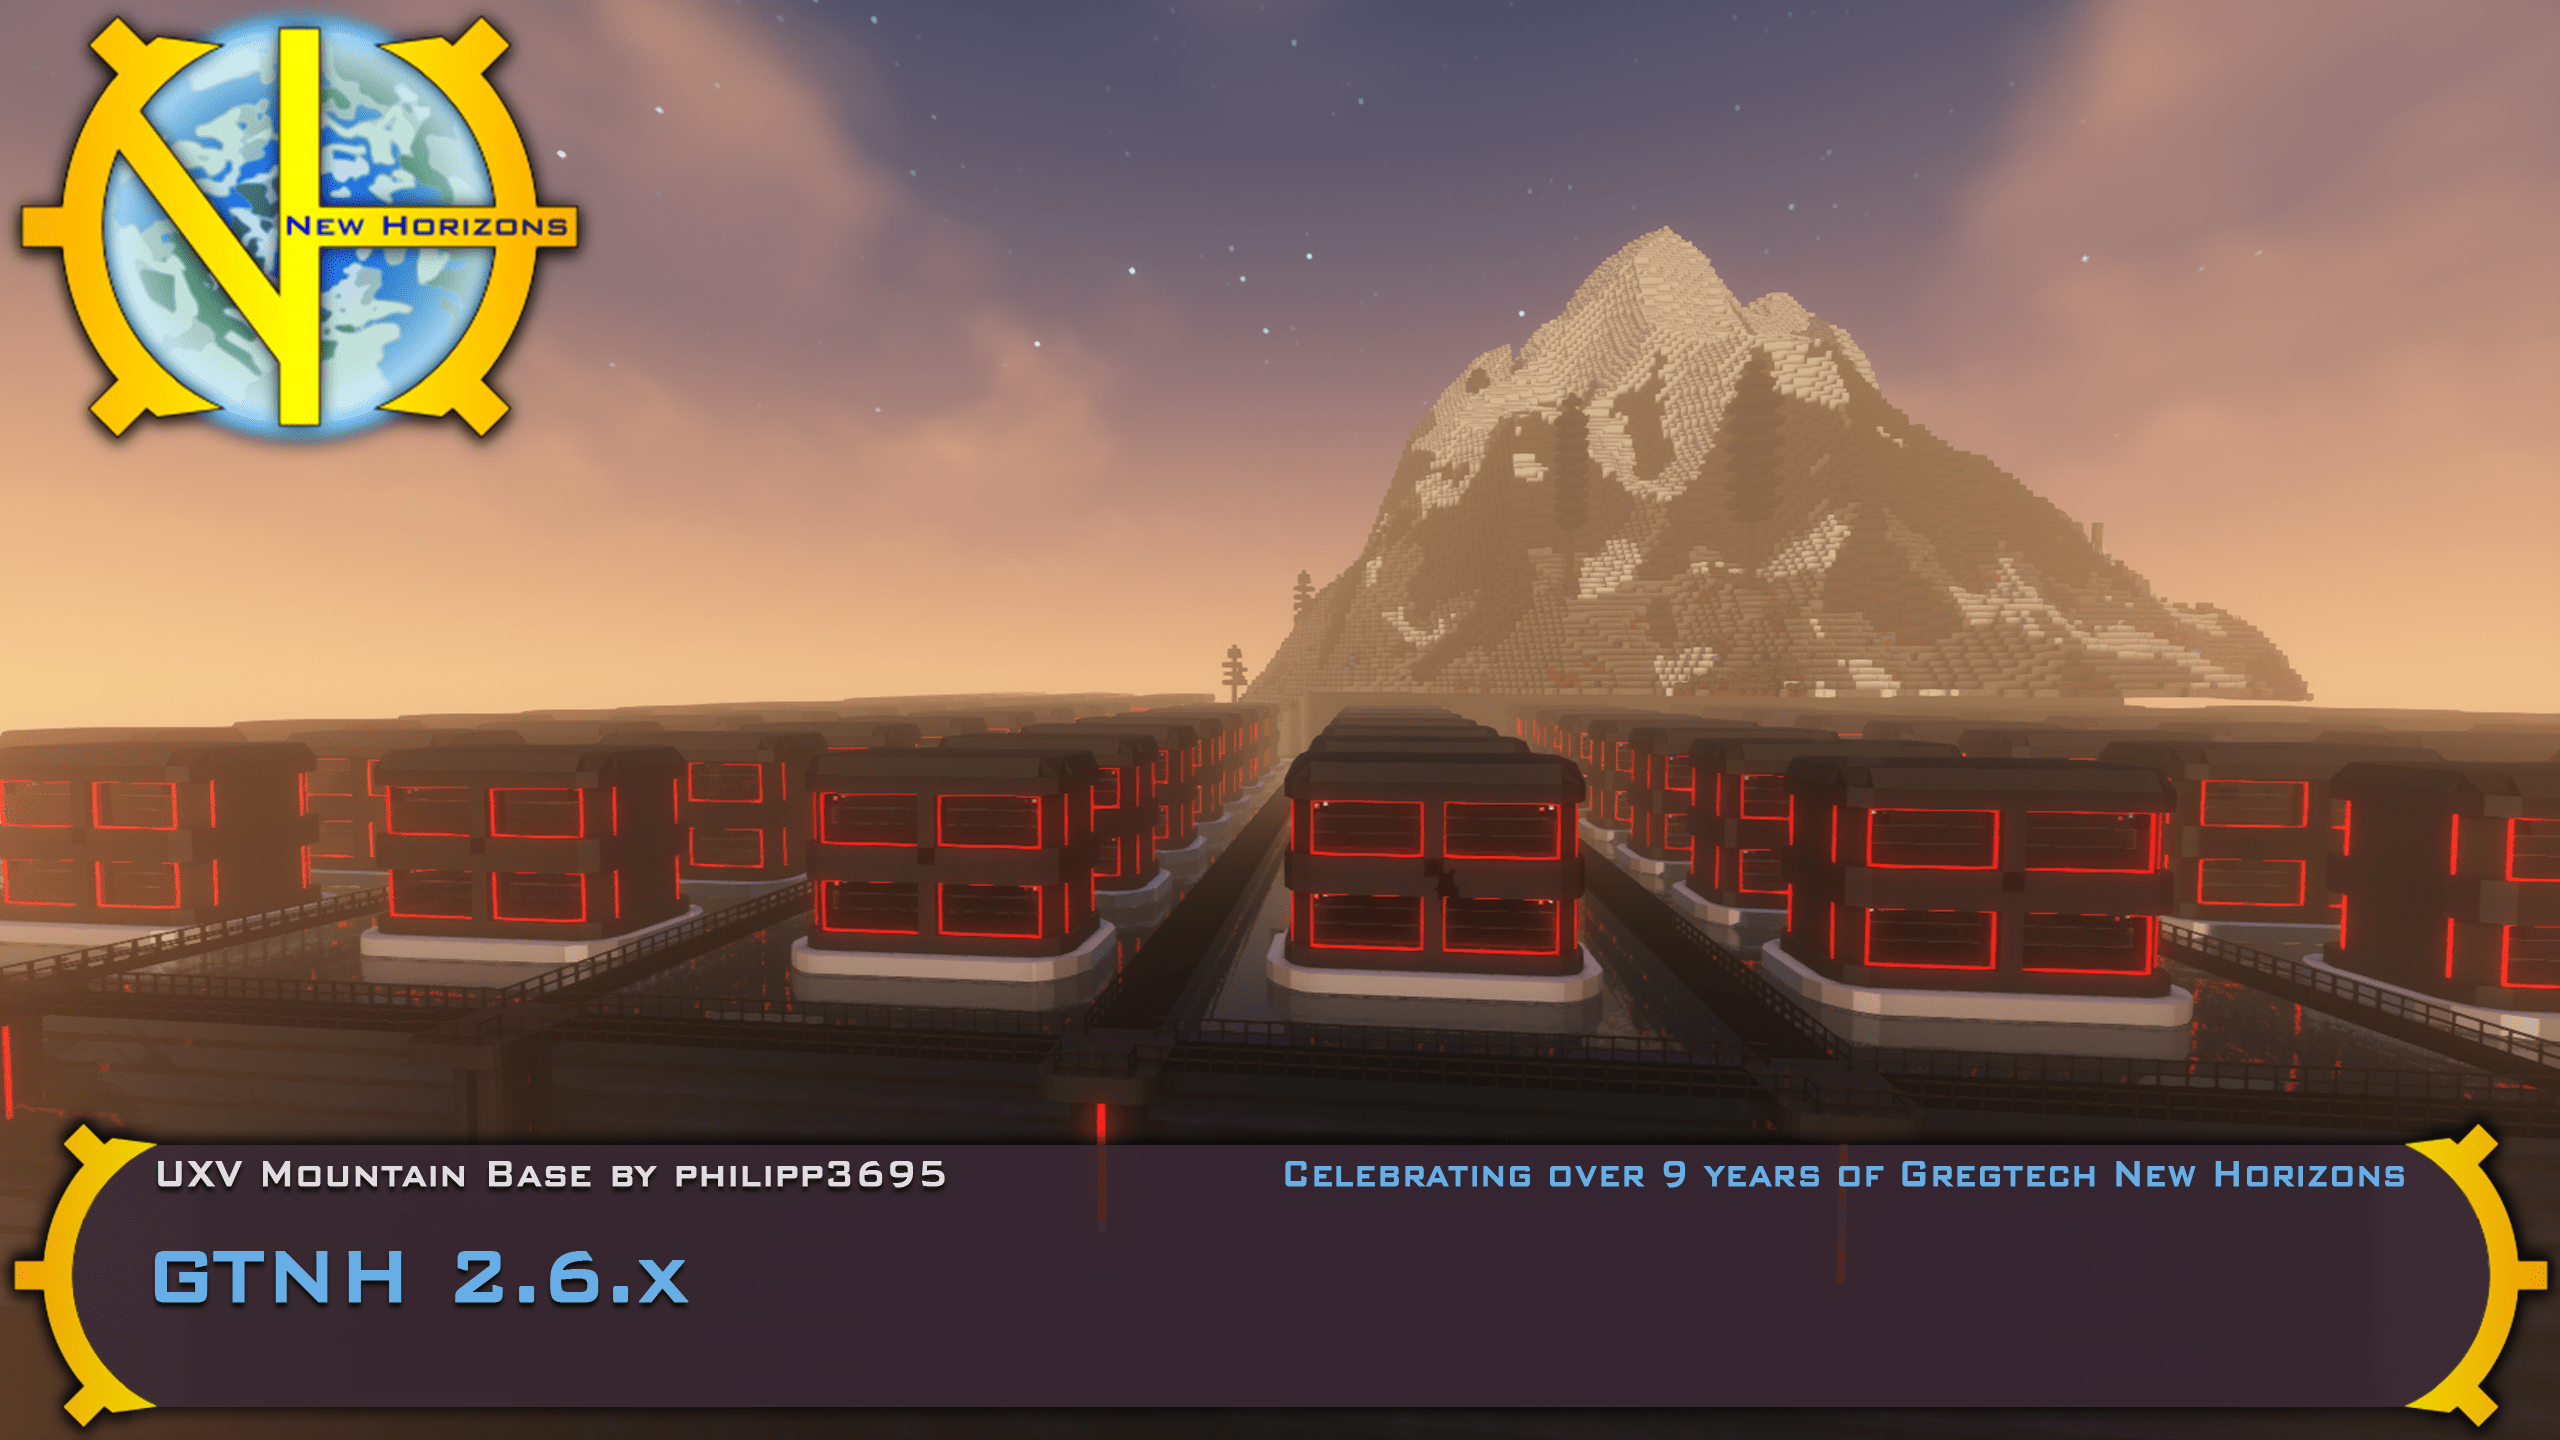 New Horizons
UXV Mountain Base by philipp3695
Celebrating over 9 years of Gregtech New Horizons
GTNH 2.6.x